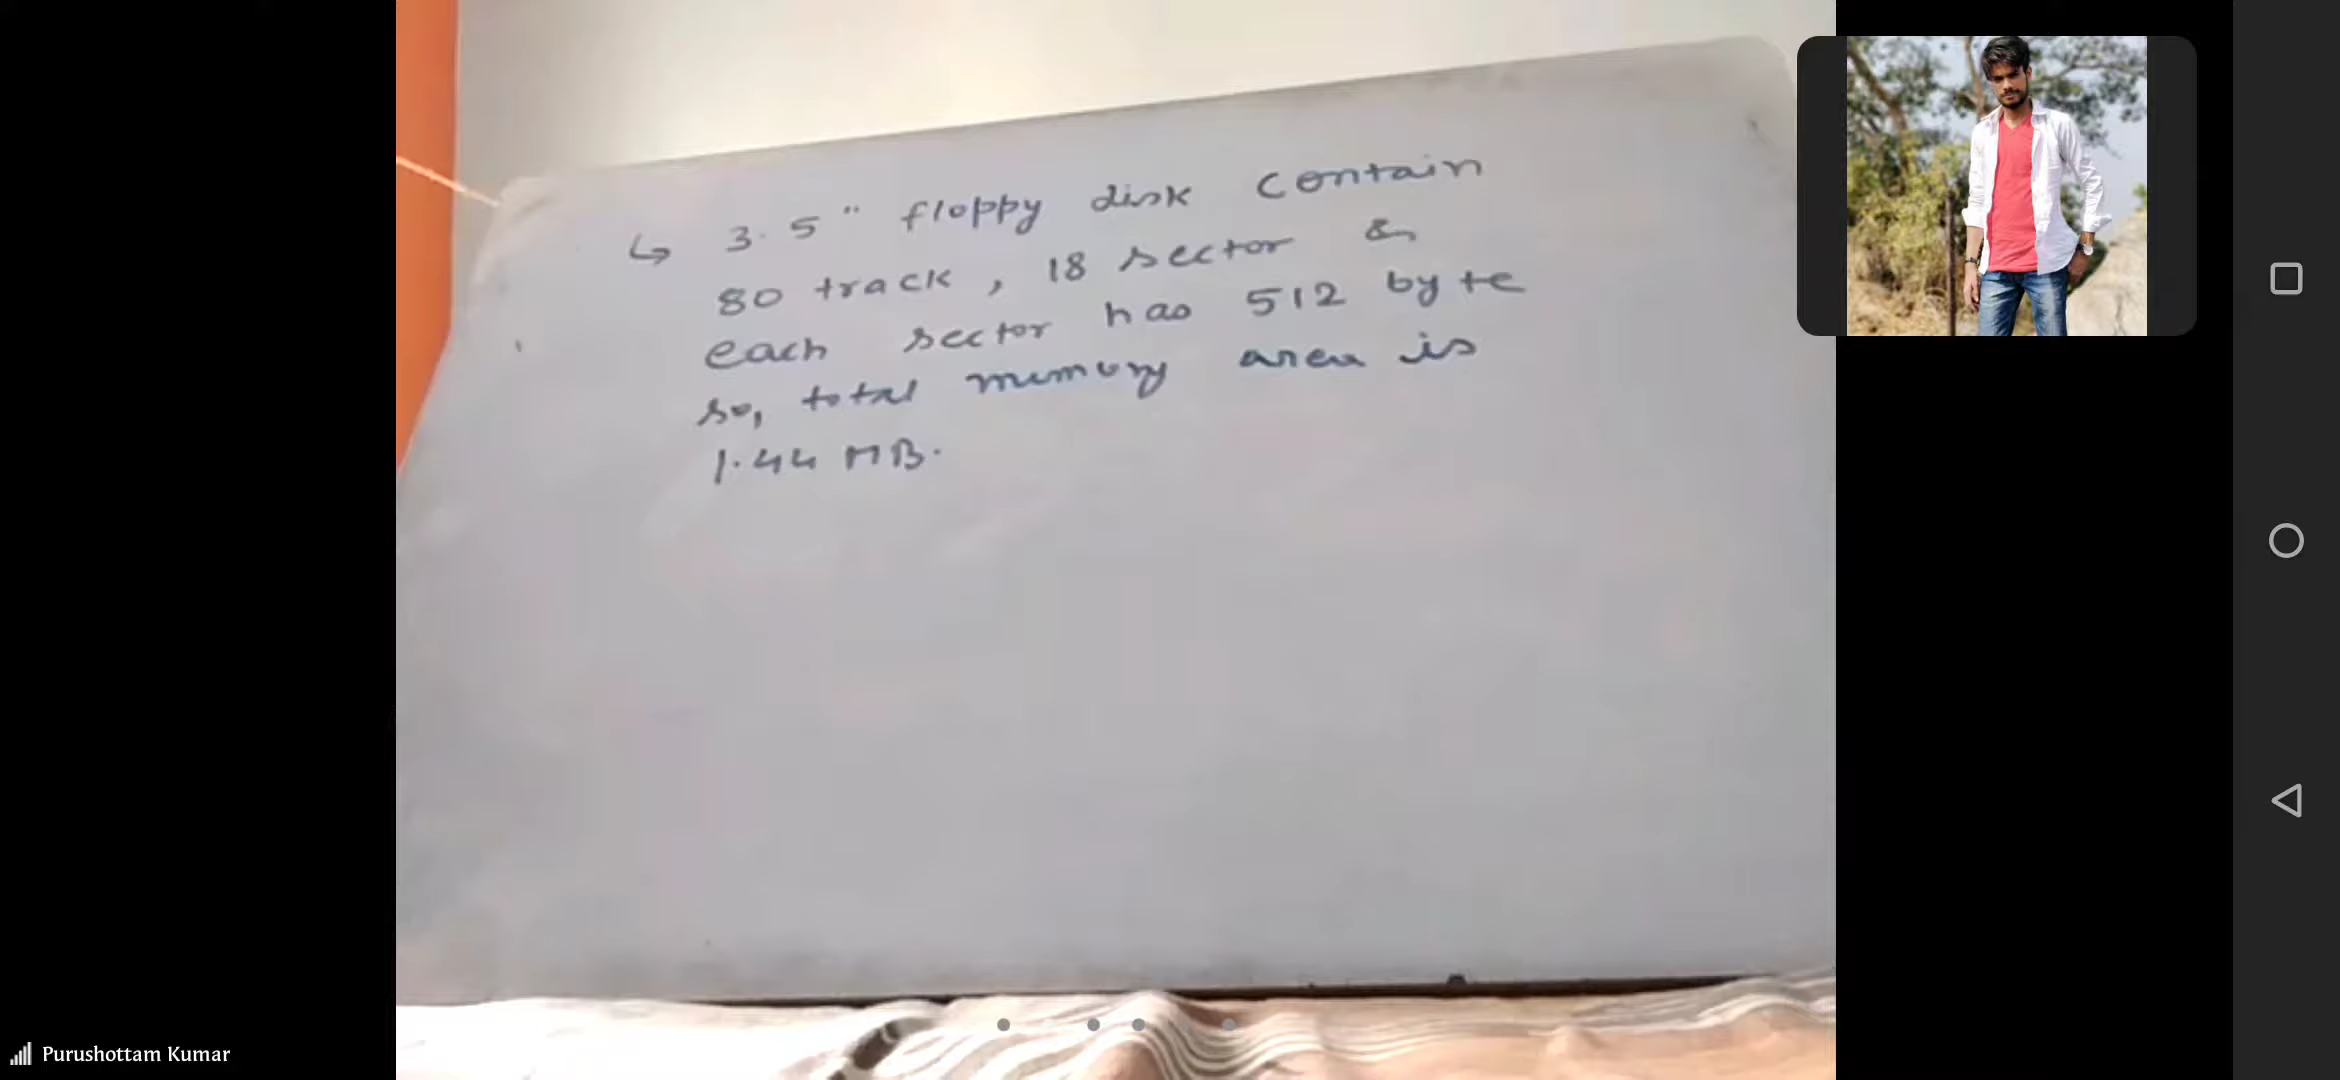 ↳ 3.5" floppy disk contain
80 track, 18 sector &
each sector has 512 byte
so, total memory area is
1.44 MB.
Purushottam Kumar